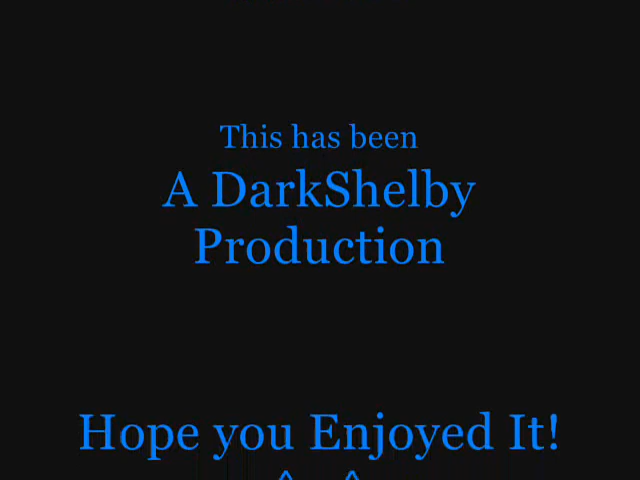 This has been
A DarkShelby
Production
Hope you Enjoyed It!
^ ^